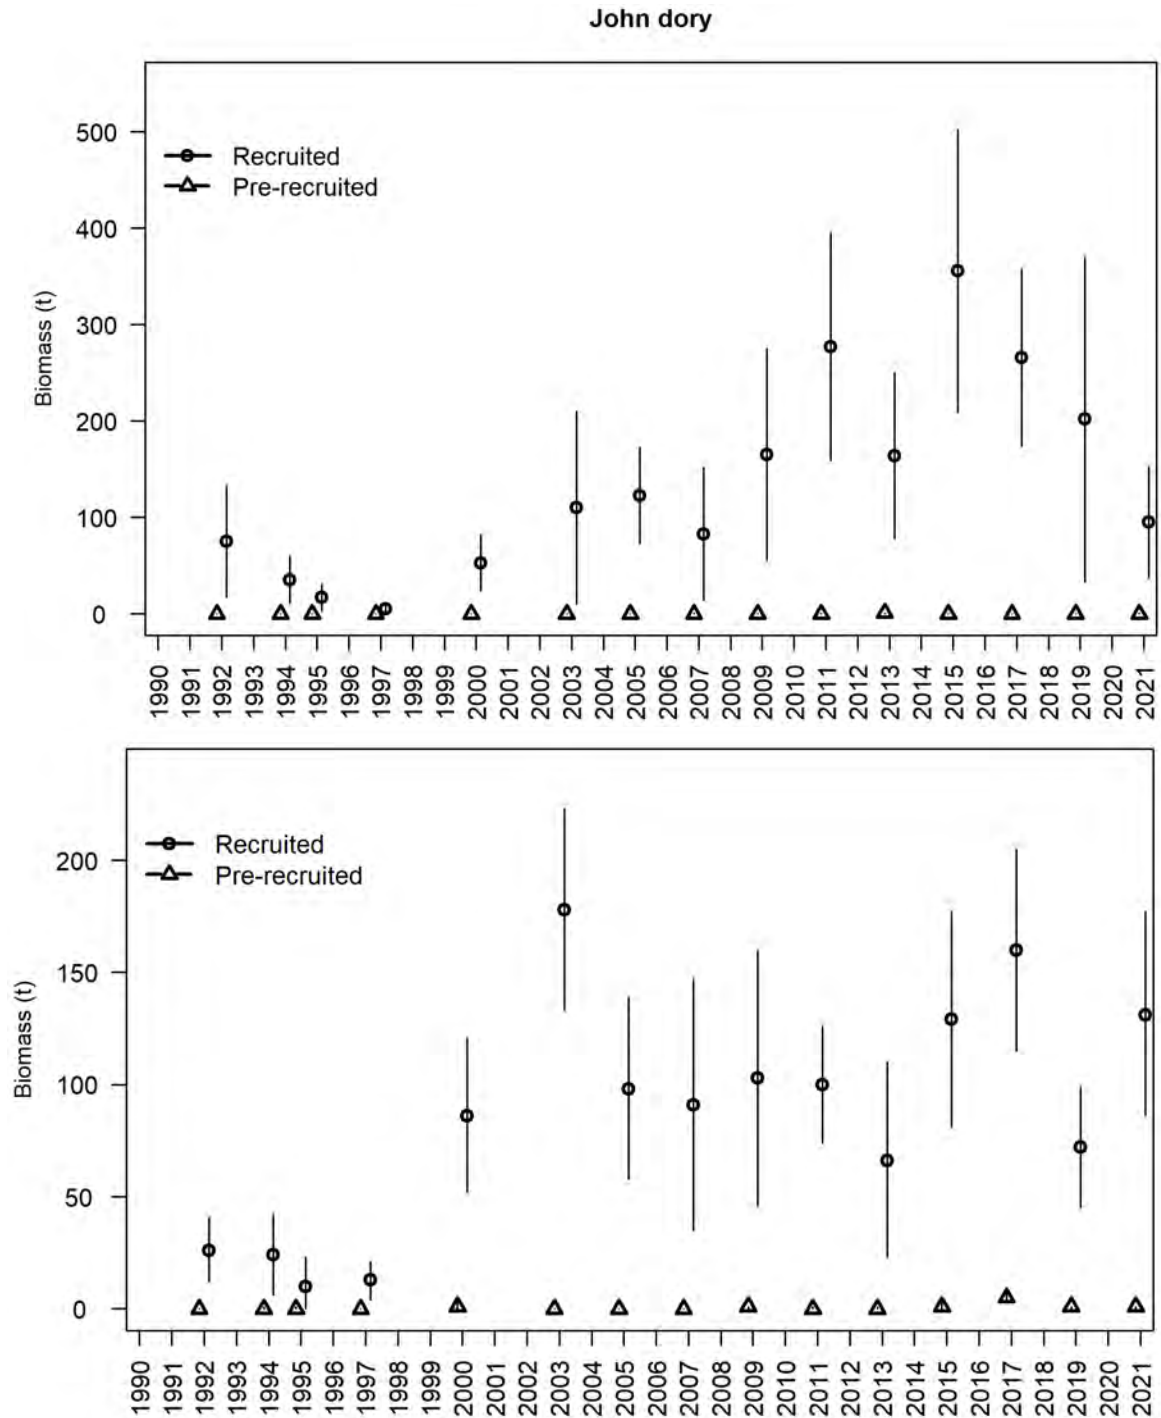 John dory
Biomass (t)
500
400
300
200
100
0
Recruited
Pre-recruited
1990 1991 1992 1993 1994 1995 1996 1997 1998 1999 2000 2001 2002 2003 2004 2005 2006 2007 2008 2009 2010 2011 2012 2013 2014 2015 2016 2017 2018 2019 2020 2021
Biomass (t)
200
150
100
50
0
Recruited
Pre-recruited
1990 1991 1992 1993 1994 1995 1996 1997 1998 1999 2000 2001 2002 2003 2004 2005 2006 2007 2008 2009 2010 2011 2012 2013 2014 2015 2016 2017 2018 2019 2020 2021